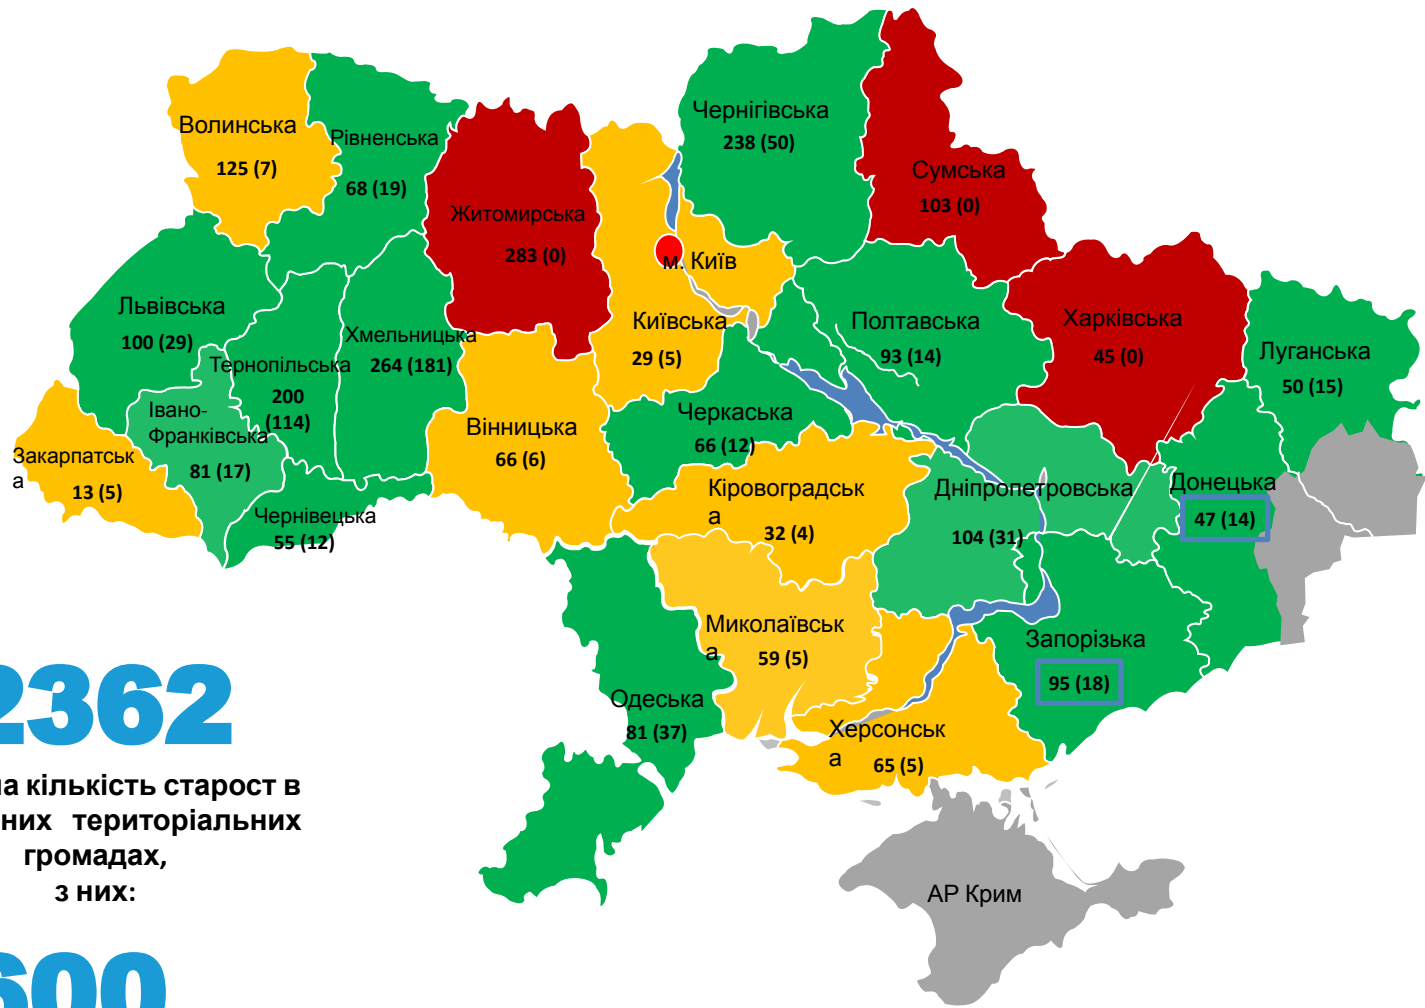 Чернігівська
238 (50)
Волинська
125 (7)
Рівненська
68 (19)
Сумська
103 (0)
Житомирська
283 (0)
м. Київ
Львівська
100 (29)
Хмельницька
264 (181)
Київська
29 (5)
Полтавська
93 (14)
Харківська
45 (0)
Луганська
50 (15)
Тернопільська
200
(114)
Івано-
Франківська
81 (17)
Черкаська
66 (12)
Вінницька
66 (6)
Закарпатськ
а
13 (5)
Кіровоградськ
а
32 (4)
Дніпропетровська
104 (31)
Донецька
47 (14)
Чернівецька
55 (12)
Миколаївськ
а
59 (5)
Запорізька
95 (18)
Одеська
81 (37)
Херсонськ
а
65 (5)
АР Крим
2362
кількість старост в
територіальних
громадах,
з них:
600